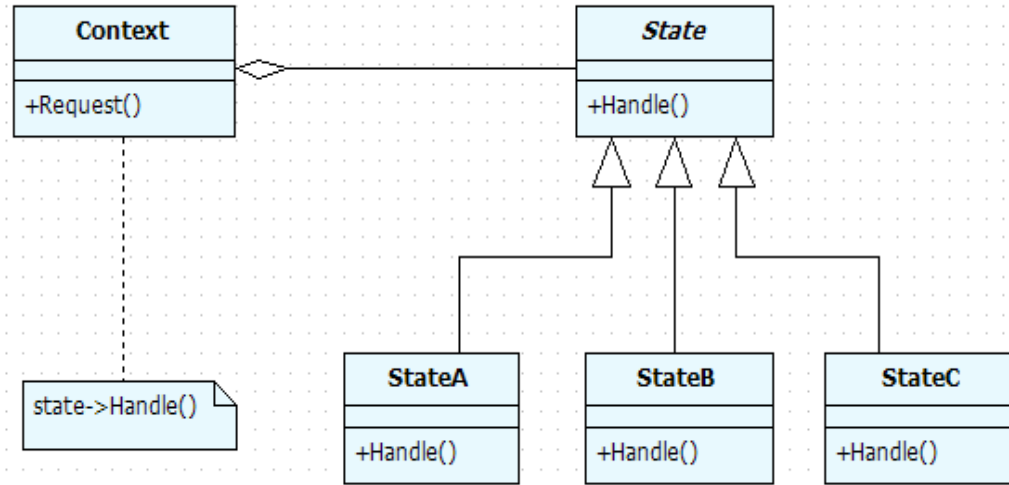 Context
+Request()
State
+Handle()
state->Handle()
StateA
+Handle()
StateB
+Handle()
StateC
+Handle()